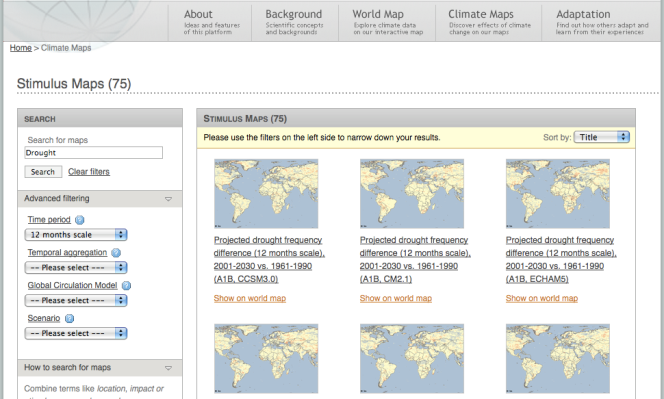 About
Ideas and features
of this platform
Background
Scientific concepts
and backgrounds
World Map
Explore climate data
on our interactive map
Climate Maps
Discover effects of climate
change on our maps
Adaptation
Find out how others adapt and
learn from their experiences
Home > Climate Maps
Stimulus Maps (75)
SEARCH
Search for maps
Drought
Search Clear filters
Advanced filtering
Time period
12 months scale
Temporal aggregation
-- Please select ---
Global Circulation Model
-- Please select ---
Scenario
-- Please select ---
How to search for maps
Combine terms like location, impact or
STIMULUS MAPS (75)
Please use the filters on the left side to narrow down your results.
Sort by: Title
Projected drought frequency
difference (12 months scale),
2001-2030 vs. 1961-1990
(A1B, CCSM3.0)
Show on world map
Projected drought frequency
difference (12 months scale),
2001-2030 vs. 1961-1990
(A1B, CM2.1)
Show on world map
Projected drought frequency
difference (12 months scale),
2001-2030 vs. 1961-1990
(A1B, ECHAM5)
Show on world map